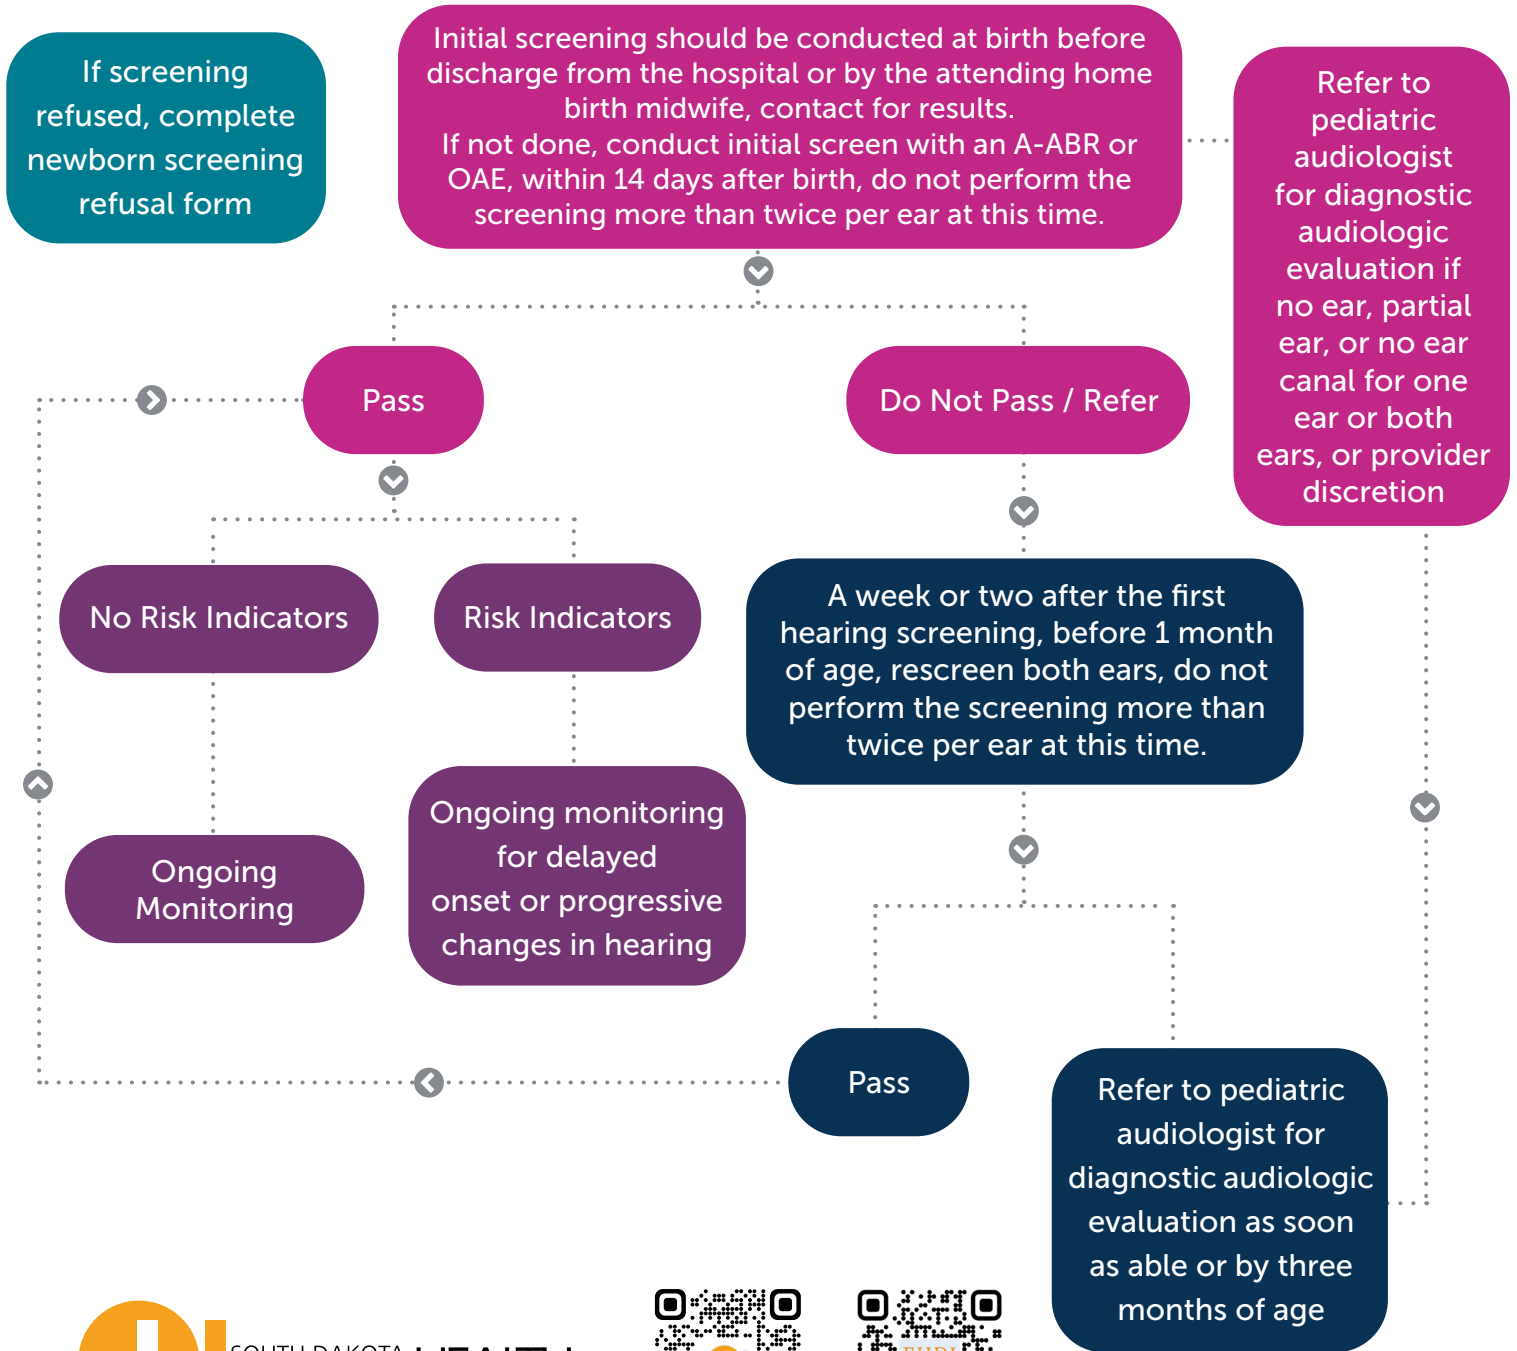 If screening
refused, complete
newborn screening
refusal form
Initial screening should be conducted at birth before
discharge from the hospital or by the attending home
birth midwife, contact for results.
If not done, conduct initial screen with an A-ABR or
OAE, within 14 days after birth, do not perform the
screening more than twice per ear at this time.
Refer to
pediatric
audiologist
for diagnostic
audiologic
evaluation if
no ear, partial
ear, or no ear
canal for one
ear or both
ears, or provider
discretion
Pass
Do Not Pass / Refer
No Risk Indicators
Risk Indicators
A week or two after the first
hearing screening, before 1 month
of age, rescreen both ears, do not
perform the screening more than
twice per ear at this time.
Ongoing
Monitoring
Ongoing monitoring
for delayed
onset or progressive
changes in hearing
Pass
Refer to pediatric
audiologist for
diagnostic audiologic
evaluation as soon
as able or by three
months of age
SOUTH DAKOTA
EHDI